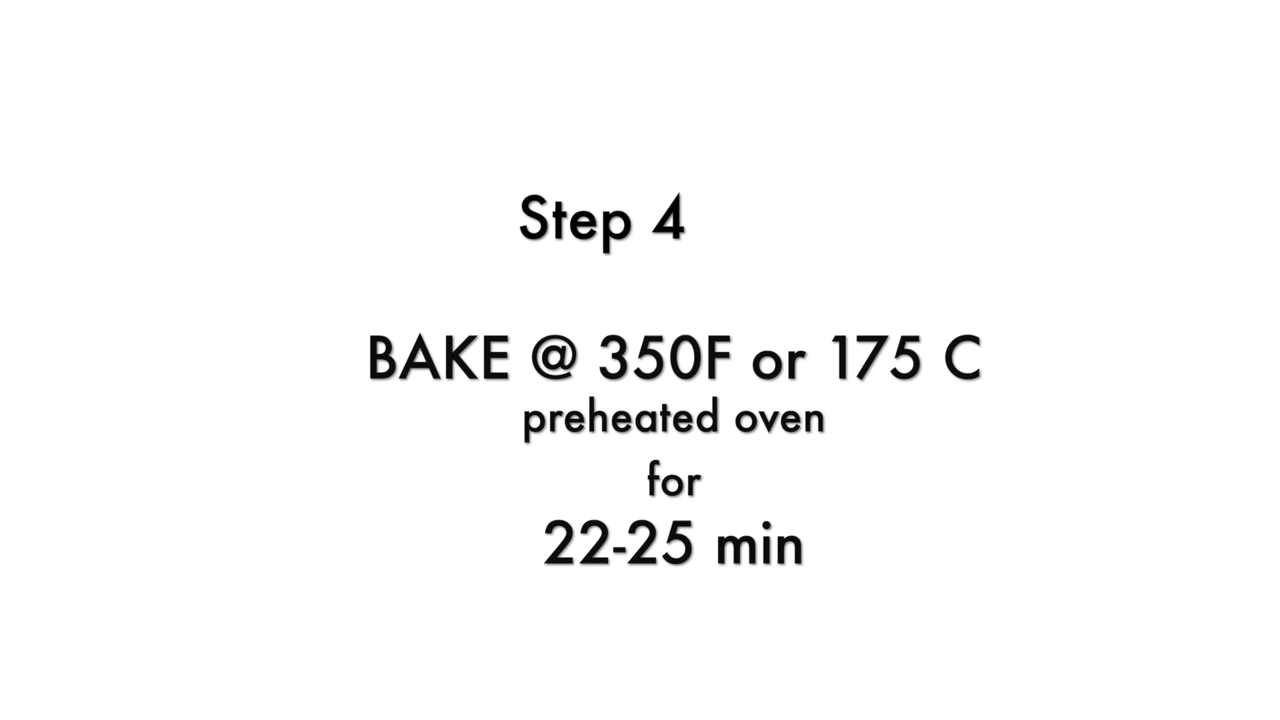 Step 4
BAKE @ 350F or 175 C
preheated oven
for
22-25 min